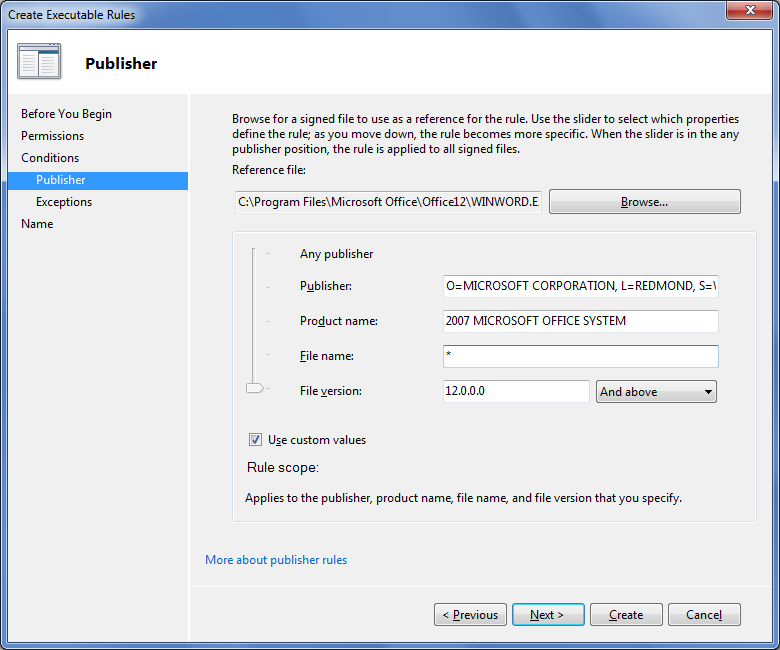 Create Executable Rules
Publisher
Before You Begin
Permissions
Conditions
Publisher
Exceptions
Name
Browse for a signed file to use as a reference for the rule. Use the slider to select which properties
define the rule; as you move down, the rule becomes more specific. When the slider is in the any
publisher position, the rule is applied to all signed files.
Reference file:
C:\Program Files\Microsoft Office\Office12\WINWORD.E
Browse...
Any publisher
Publisher: O=MICROSOFT CORPORATION, L=REDMOND, S=
Product name: 2007 MICROSOFT OFFICE SYSTEM
File name: *
File version: 12.0.0.0 And above
Use custom values
Rule scope:
Applies to the publisher, product name, file name, and file version that you specify.
More about publisher rules
< Previous Next > Create Cancel